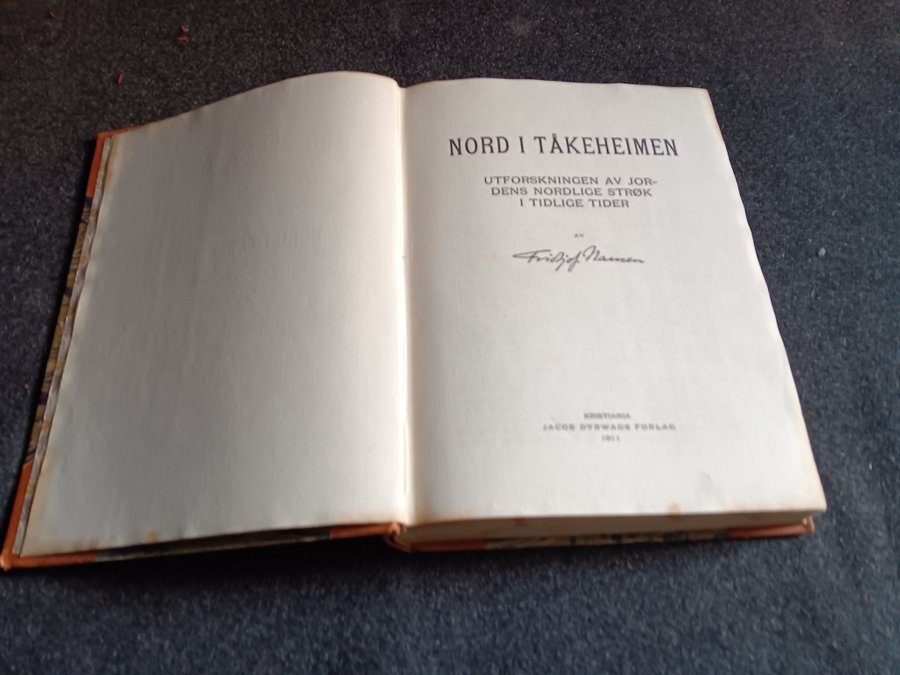 NORD I TÅKEHEIMEN
UTFORSKNINGEN AV JOR-
DENS NORDLIGE STRØK
I TIDLIGE TIDER
AV
Fridtjof Nansen
KRISTIANIA
JACOB DYBWADS FORLAG
1911